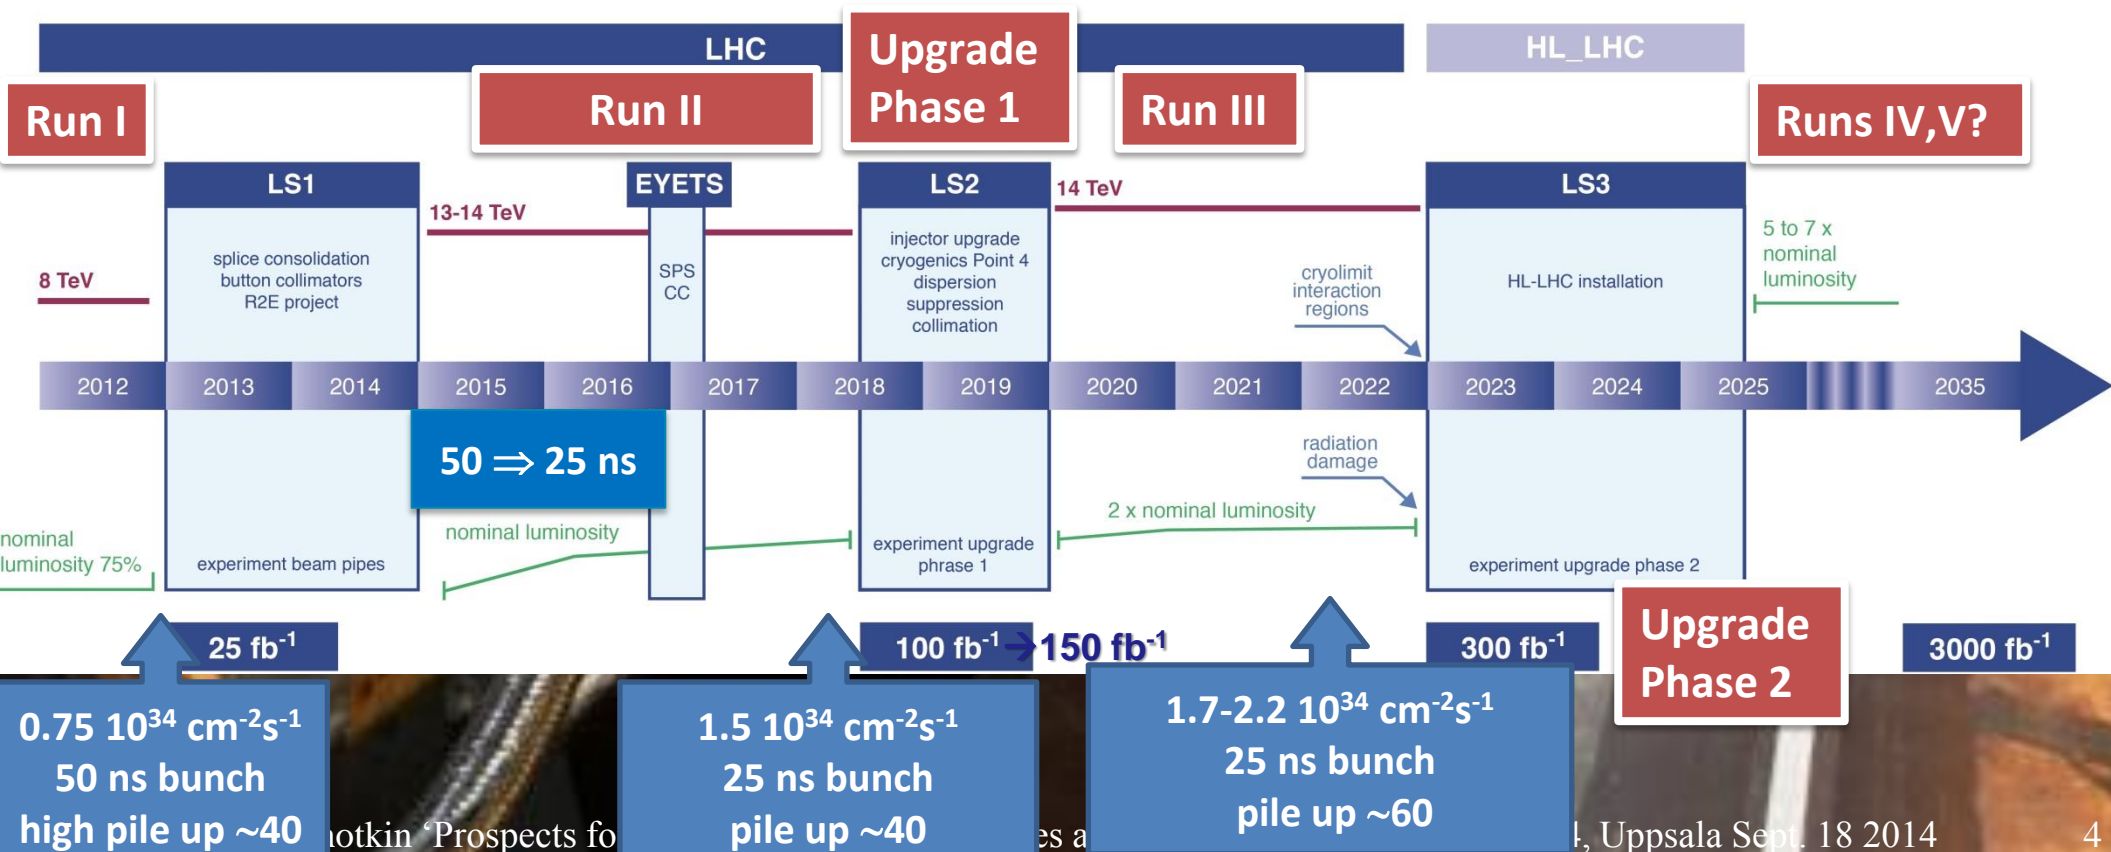 LHC
HL_LHC
Upgrade
Phase 1
Run I
Run II
Run III
Runs IV,V?
LS1
EYETS
LS2
LS3
8 TeV
13-14 TeV
14 TeV
splice consolidation
button collimators
R2E project
SPS
CC
injector upgrade
cryogenics Point 4
dispersion
suppression
collimation
cryolimit
interaction
regions
HL-LHC installation
5 to 7 x
nominal
luminosity
2012 2013 2014 2015 2016 2017 2018 2019 2020 2021 2022 2023 2024 2025 2035
50 ⇒ 25 ns
radiation
damage
nominal
luminosity 75%
experiment beam pipes
nominal luminosity
experiment upgrade
phrase 1
2 x nominal luminosity
experiment upgrade phase 2
Upgrade
Phase 2
25 fb⁻¹
100 fb⁻¹ → 150 fb⁻¹
300 fb⁻¹
3000 fb⁻¹
0.75 10³⁴ cm⁻²s⁻¹
50 ns bunch
high pile up ~40
1.5 10³⁴ cm⁻²s⁻¹
25 ns bunch
pile up ~40
1.7-2.2 10³⁴ cm⁻²s⁻¹
25 ns bunch
pile up ~60
‘Prospects Uppsala Sept. 18 2014 4